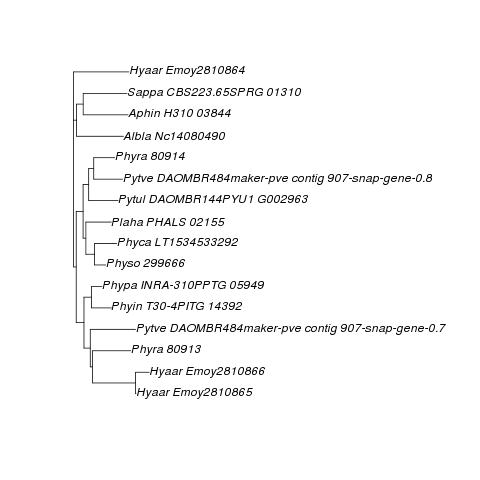 Hyaar Emoy2810864
Sappa CBS223.65SPRG 01310
Aphin H310 03844
Albla Nc14080490
Phyra 80914
Pytve DAOMBR484maker-pve contig 907-snap-gene-0.8
Pytul DAOMBR144PYU1 G002963
Plaha PHALS 02155
Phyca LT1534533292
Physo 299666
Phypa INRA-310PPTG 05949
Phyin T30-4PITG 14392
Pytve DAOMBR484maker-pve contig 907-snap-gene-0.7
Phyra 80913
Hyaar Emoy2810866
Hyaar Emoy2810865